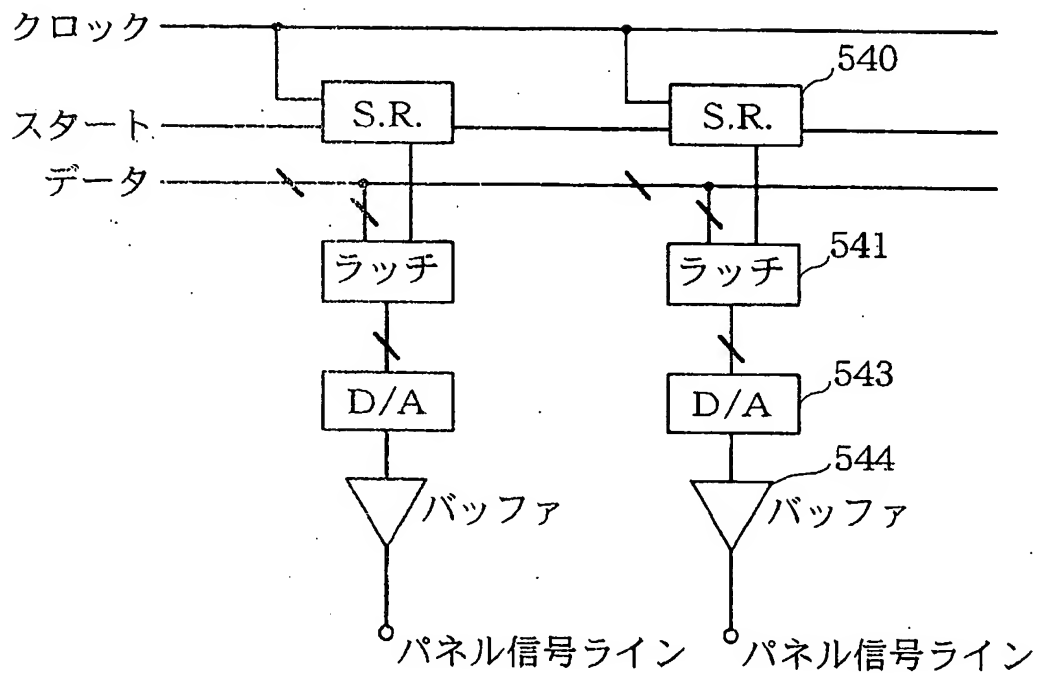 クロック
540
S.R.
S.R.
スタート
データ
541
ラッチ
ラッチ
543
D/A
D/A
544
バッファ
バッファ
パネル信号ライン
パネル信号ライン